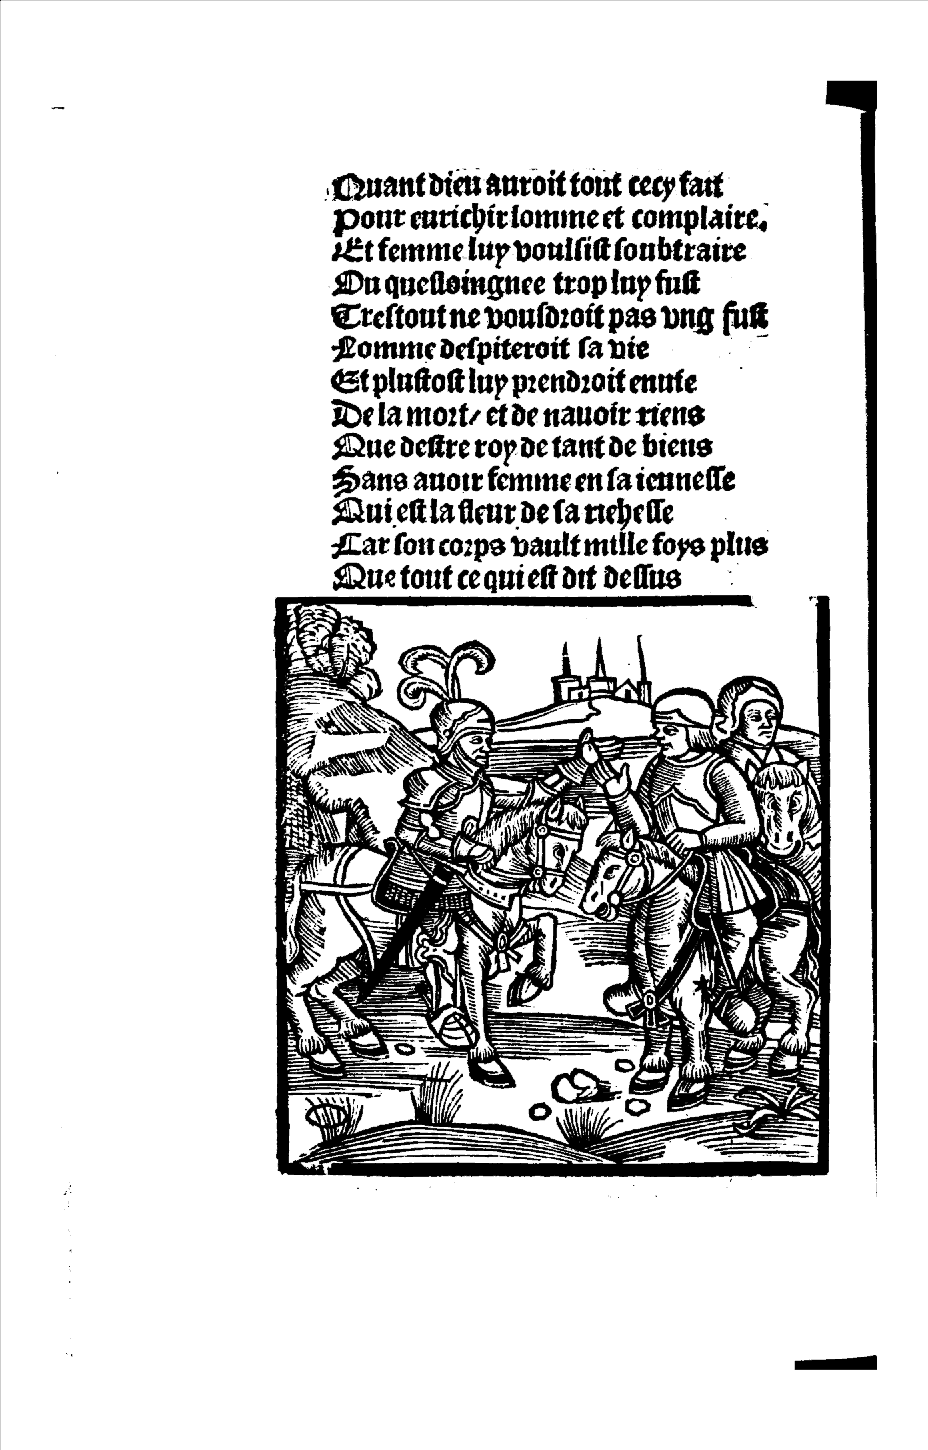 Quant dieu auroit tout cecy fait
Pour enrichir lomme et complaire.
Et femme luy voulsist soubtraire
Ou quesloingnee trop luy fust
Trestout ne vousdroit pas vng fust
Lomme despiteroit sa vie
Et plustost luy prendroit enuie
De la mort/ et de nauoir riens
Que destre roy de tant de biens
Sans auoir femme en sa ieunesse
Qui est la fleur de sa richesse
Car son corps vault mille foys plus
Que tout ce qui est dit dessus